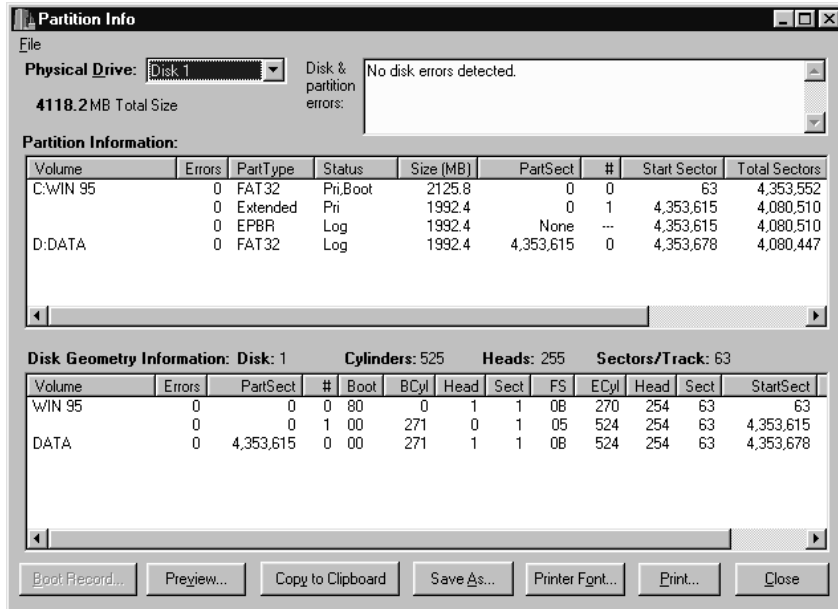 Partition Info
File
Physical Drive: Disk 1
Disk & partition errors:
No disk errors detected.
4118.2 MB Total Size
Partition Information:
Volume Errors PartType Status Size (MB) PartSect # Start Sector Total Sectors
C:WIN 95 0 FAT32 Pri,Boot 2125.8 0 0 63 4,353,552
0 Extended Pri 1992.4 0 1 4,353,615 4,080,510
0 EPBR Log 1992.4 None --- 4,353,615 4,080,510
D:DATA 0 FAT32 Log 1992.4 4,353,615 0 4,353,678 4,080,447
Disk Geometry Information: Disk: 1 Cylinders: 525 Heads: 255 Sectors/Track: 63
Volume Errors PartSect # Boot BCyl Head Sect FS ECyl Head Sect StartSect
WIN 95 0 0 0 80 0 1 1 0B 270 254 63 63
0 0 1 00 271 0 1 05 524 254 63 4,353,615
DATA 0 4,353,615 0 00 271 1 1 0B 524 254 63 4,353,678
Boot Record... Preview... Copy to Clipboard Save As... Printer Font... Print... Close